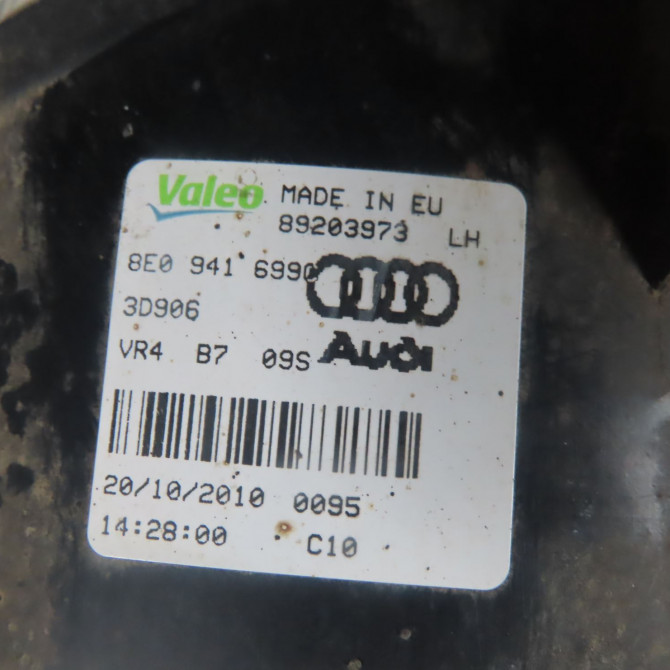 Valeo MADE IN EU
89203973 LH
8E0 941 699C
3D906
VR4 B7 09S Audi
20/10/2010 0095
14:28:00 C10